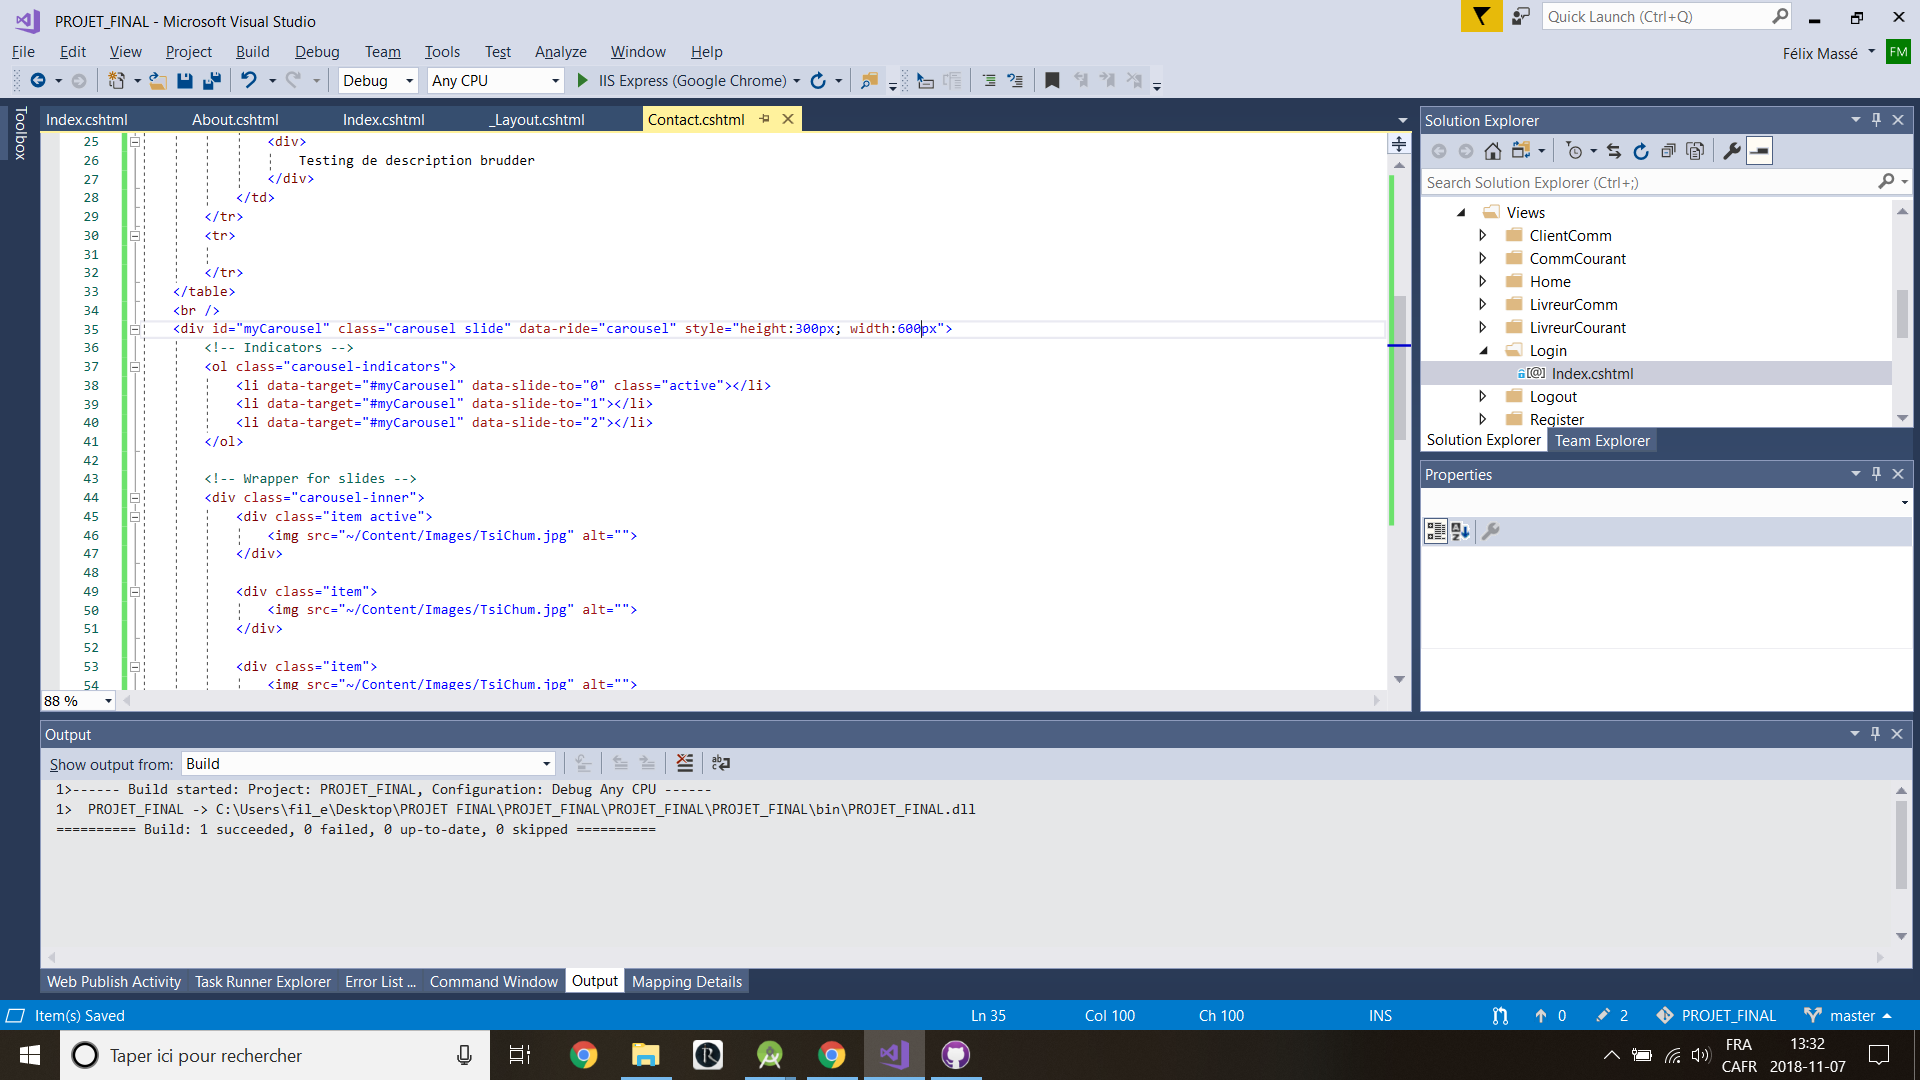 PROJET_FINAL - Microsoft Visual Studio
Quick Launch (Ctrl+Q)
File Edit View Project Build Debug Team Tools Test Analyze Window Help
Félix Massé FM
Debug Any CPU IIS Express (Google Chrome)
Toolbox
Index.cshtml About.cshtml Index.cshtml _Layout.cshtml Contact.cshtml
25 <div>
26 Testing de description brudder
27 </div>
28 </td>
29 </tr>
30 <tr>
31
32 </tr>
33 </table>
34 <br />
35 <div id="myCarousel" class="carousel slide" data-ride="carousel" style="height:300px; width:600px">
36 <!-- Indicators -->
37 <ol class="carousel-indicators">
38 <li data-target="#myCarousel" data-slide-to="0" class="active"></li>
39 <li data-target="#myCarousel" data-slide-to="1"></li>
40 <li data-target="#myCarousel" data-slide-to="2"></li>
41 </ol>
42
43 <!-- Wrapper for slides -->
44 <div class="carousel-inner">
45 <div class="item active">
46 <img src="~/Content/Images/TsiChum.jpg" alt="">
47 </div>
48
49 <div class="item">
50 <img src="~/Content/Images/TsiChum.jpg" alt="">
51 </div>
52
53 <div class="item">
54 <img src="~/Content/Images/TsiChum.jpg" alt="">
88 %
Solution Explorer
Search Solution Explorer (Ctrl+;)
Views
ClientComm
CommCourant
Home
LivreurComm
LivreurCourant
Login
Index.cshtml
Logout
Register
Solution Explorer Team Explorer
Properties
Output
Show output from: Build
1>------ Build started: Project: PROJET_FINAL, Configuration: Debug Any CPU ------
1> PROJET_FINAL -> C:\Users\fil_e\Desktop\PROJET FINAL\PROJET_FINAL\PROJET_FINAL\PROJET_FINAL\bin\PROJET_FINAL.dll
========== Build: 1 succeeded, 0 failed, 0 up-to-date, 0 skipped ==========
Web Publish Activity Task Runner Explorer Error List ... Command Window Output Mapping Details
Item(s) Saved Ln 35 Col 100 Ch 100 INS 0 2 PROJET_FINAL master
Taper ici pour rechercher
FRA
CAFR
13:32
2018-11-07